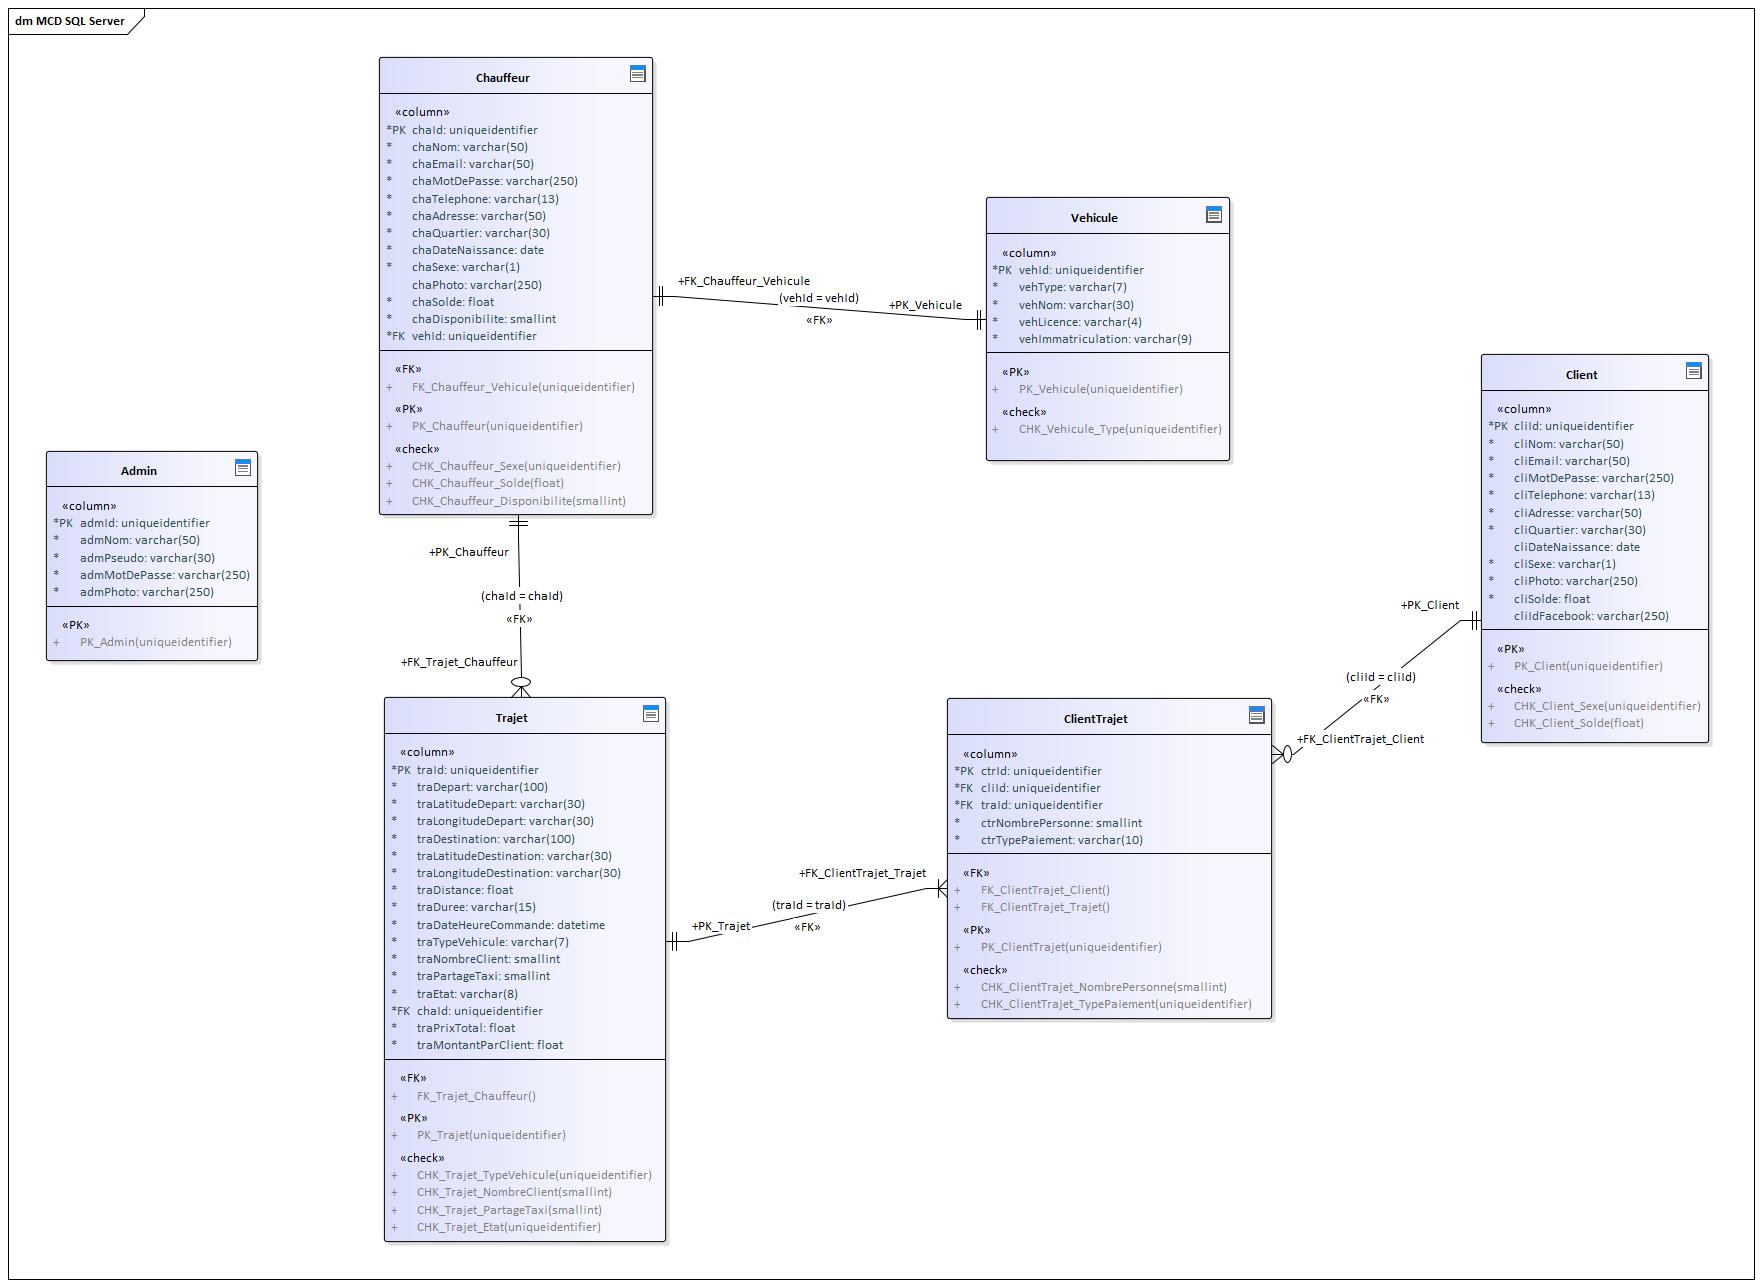 dm MCD SQL Server
Chauffeur
«column»
*PK chaId: uniqueidentifier
* chaNom: varchar(50)
* chaEmail: varchar(50)
* chaMotDePasse: varchar(250)
* chaTelephone: varchar(13)
* chaAdresse: varchar(50)
* chaQuartier: varchar(30)
* chaDateNaissance: date
* chaSexe: varchar(1)
chaPhoto: varchar(250)
* chaSolde: float
* chaDisponibilite: smallint
*FK vehId: uniqueidentifier
«FK»
+ FK_Chauffeur_Vehicule(uniqueidentifier)
«PK»
+ PK_Chauffeur(uniqueidentifier)
«check»
+ CHK_Chauffeur_Sexe(uniqueidentifier)
+ CHK_Chauffeur_Solde(float)
+ CHK_Chauffeur_Disponibilite(smallint)
+FK_Chauffeur_Vehicule
(vehId = vehId)
+PK_Vehicule
«FK»
Vehicule
«column»
*PK vehId: uniqueidentifier
* vehType: varchar(7)
* vehNom: varchar(30)
* vehLicence: varchar(4)
* vehImmatriculation: varchar(9)
«PK»
+ PK_Vehicule(uniqueidentifier)
«check»
+ CHK_Vehicule_Type(uniqueidentifier)
Client
«column»
*PK cliId: uniqueidentifier
* cliNom: varchar(50)
* cliEmail: varchar(50)
* cliMotDePasse: varchar(250)
* cliTelephone: varchar(13)
* cliAdresse: varchar(50)
* cliQuartier: varchar(30)
cliDateNaissance: date
* cliSexe: varchar(1)
* cliPhoto: varchar(250)
* cliSolde: float
cliIdFacebook: varchar(250)
«PK»
+ PK_Client(uniqueidentifier)
«check»
+ CHK_Client_Sexe(uniqueidentifier)
+ CHK_Client_Solde(float)
Admin
«column»
*PK admId: uniqueidentifier
* admNom: varchar(50)
* admPseudo: varchar(30)
* admMotDePasse: varchar(250)
* admPhoto: varchar(250)
«PK»
+ PK_Admin(uniqueidentifier)
+PK_Chauffeur
(chaId = chaId)
«FK»
+FK_Trajet_Chauffeur
+PK_Client
(cliId = cliId)
«FK»
+FK_ClientTrajet_Client
Trajet
«column»
*PK traId: uniqueidentifier
* traDepart: varchar(100)
* traLatitudeDepart: varchar(30)
* traLongitudeDepart: varchar(30)
* traDestination: varchar(100)
* traLatitudeDestination: varchar(30)
* traLongitudeDestination: varchar(30)
* traDistance: float
* traDuree: varchar(15)
* traDateHeureCommande: datetime
* traTypeVehicule: varchar(7)
* traNombreClient: smallint
* traPartageTaxi: smallint
* traEtat: varchar(8)
*FK chaId: uniqueidentifier
* traPrixTotal: float
* traMontantParClient: float
«FK»
+ FK_Trajet_Chauffeur()
«PK»
+ PK_Trajet(uniqueidentifier)
«check»
+ CHK_Trajet_TypeVehicule(uniqueidentifier)
+ CHK_Trajet_NombreClient(smallint)
+ CHK_Trajet_PartageTaxi(smallint)
+ CHK_Trajet_Etat(uniqueidentifier)
+FK_ClientTrajet_Trajet
(traId = traId)
+PK_Trajet
«FK»
ClientTrajet
«column»
*PK ctrId: uniqueidentifier
*FK cliId: uniqueidentifier
*FK traId: uniqueidentifier
* ctrNombrePersonne: smallint
* ctrTypePaiement: varchar(10)
«FK»
+ FK_ClientTrajet_Client()
+ FK_ClientTrajet_Trajet()
«PK»
+ PK_ClientTrajet(uniqueidentifier)
«check»
+ CHK_ClientTrajet_NombrePersonne(smallint)
+ CHK_ClientTrajet_TypePaiement(uniqueidentifier)